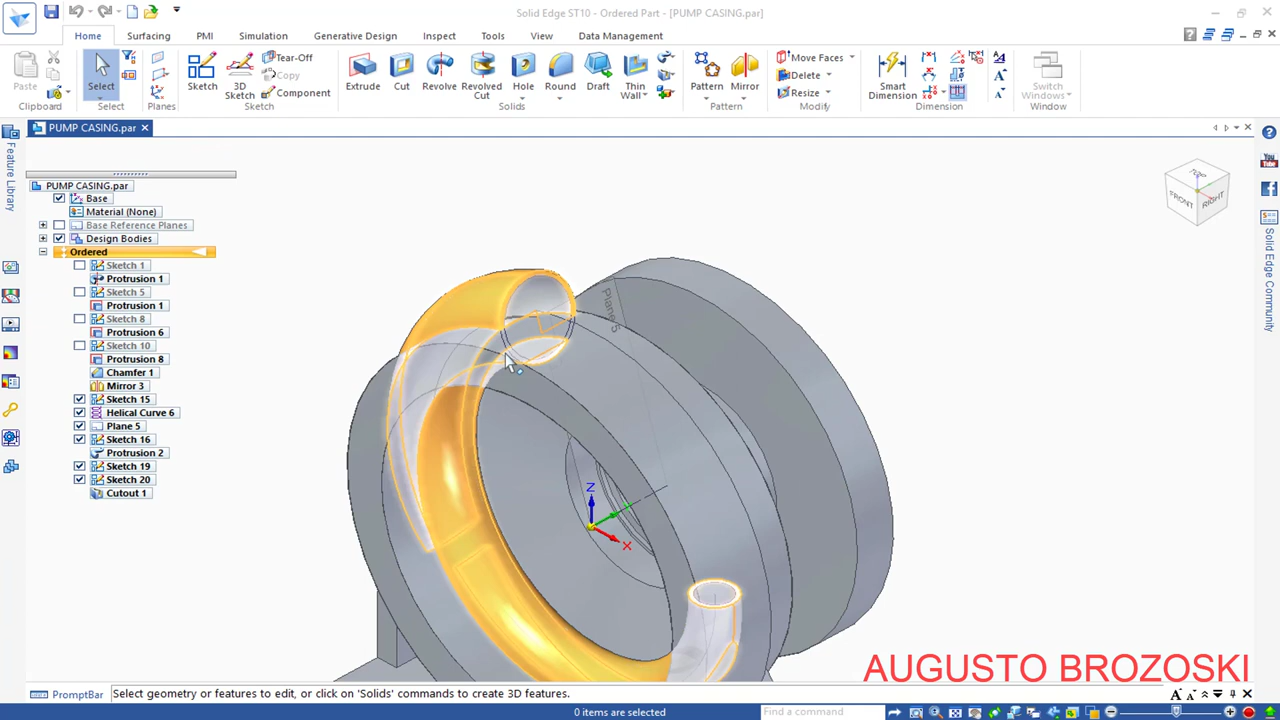 Solid Edge ST10 - Ordered Part - [PUMP CASING.par]
Home Surfacing PMI Simulation Generative Design Inspect Tools View Data Management
Paste
Clipboard
Select
Select
Planes
Sketch
3D Sketch
Tear-Off
Copy
Component
Sketch
Extrude
Cut
Revolve
Revolved Cut
Hole
Round
Draft
Thin Wall
Solids
Pattern
Mirror
Pattern
Move Faces
Delete
Resize
Modify
Smart Dimension
Dimension
Switch Windows
Window
PUMP CASING.par
Feature Library
PUMP CASING.par
Base
Material (None)
Base Reference Planes
Design Bodies
Ordered
Sketch 1
Protrusion 1
Sketch 5
Protrusion 1
Sketch 8
Protrusion 6
Sketch 10
Protrusion 8
Chamfer 1
Mirror 3
Sketch 15
Helical Curve 6
Plane 5
Sketch 16
Protrusion 2
Sketch 19
Sketch 20
Cutout 1
Plane 5
Z
X
TOP
FRONT
RIGHT
You Tube
Solid Edge Community
AUGUSTO BROZOSKI
PromptBar
Select geometry or features to edit, or click on 'Solids' commands to create 3D features.
0 items are selected
Find a command